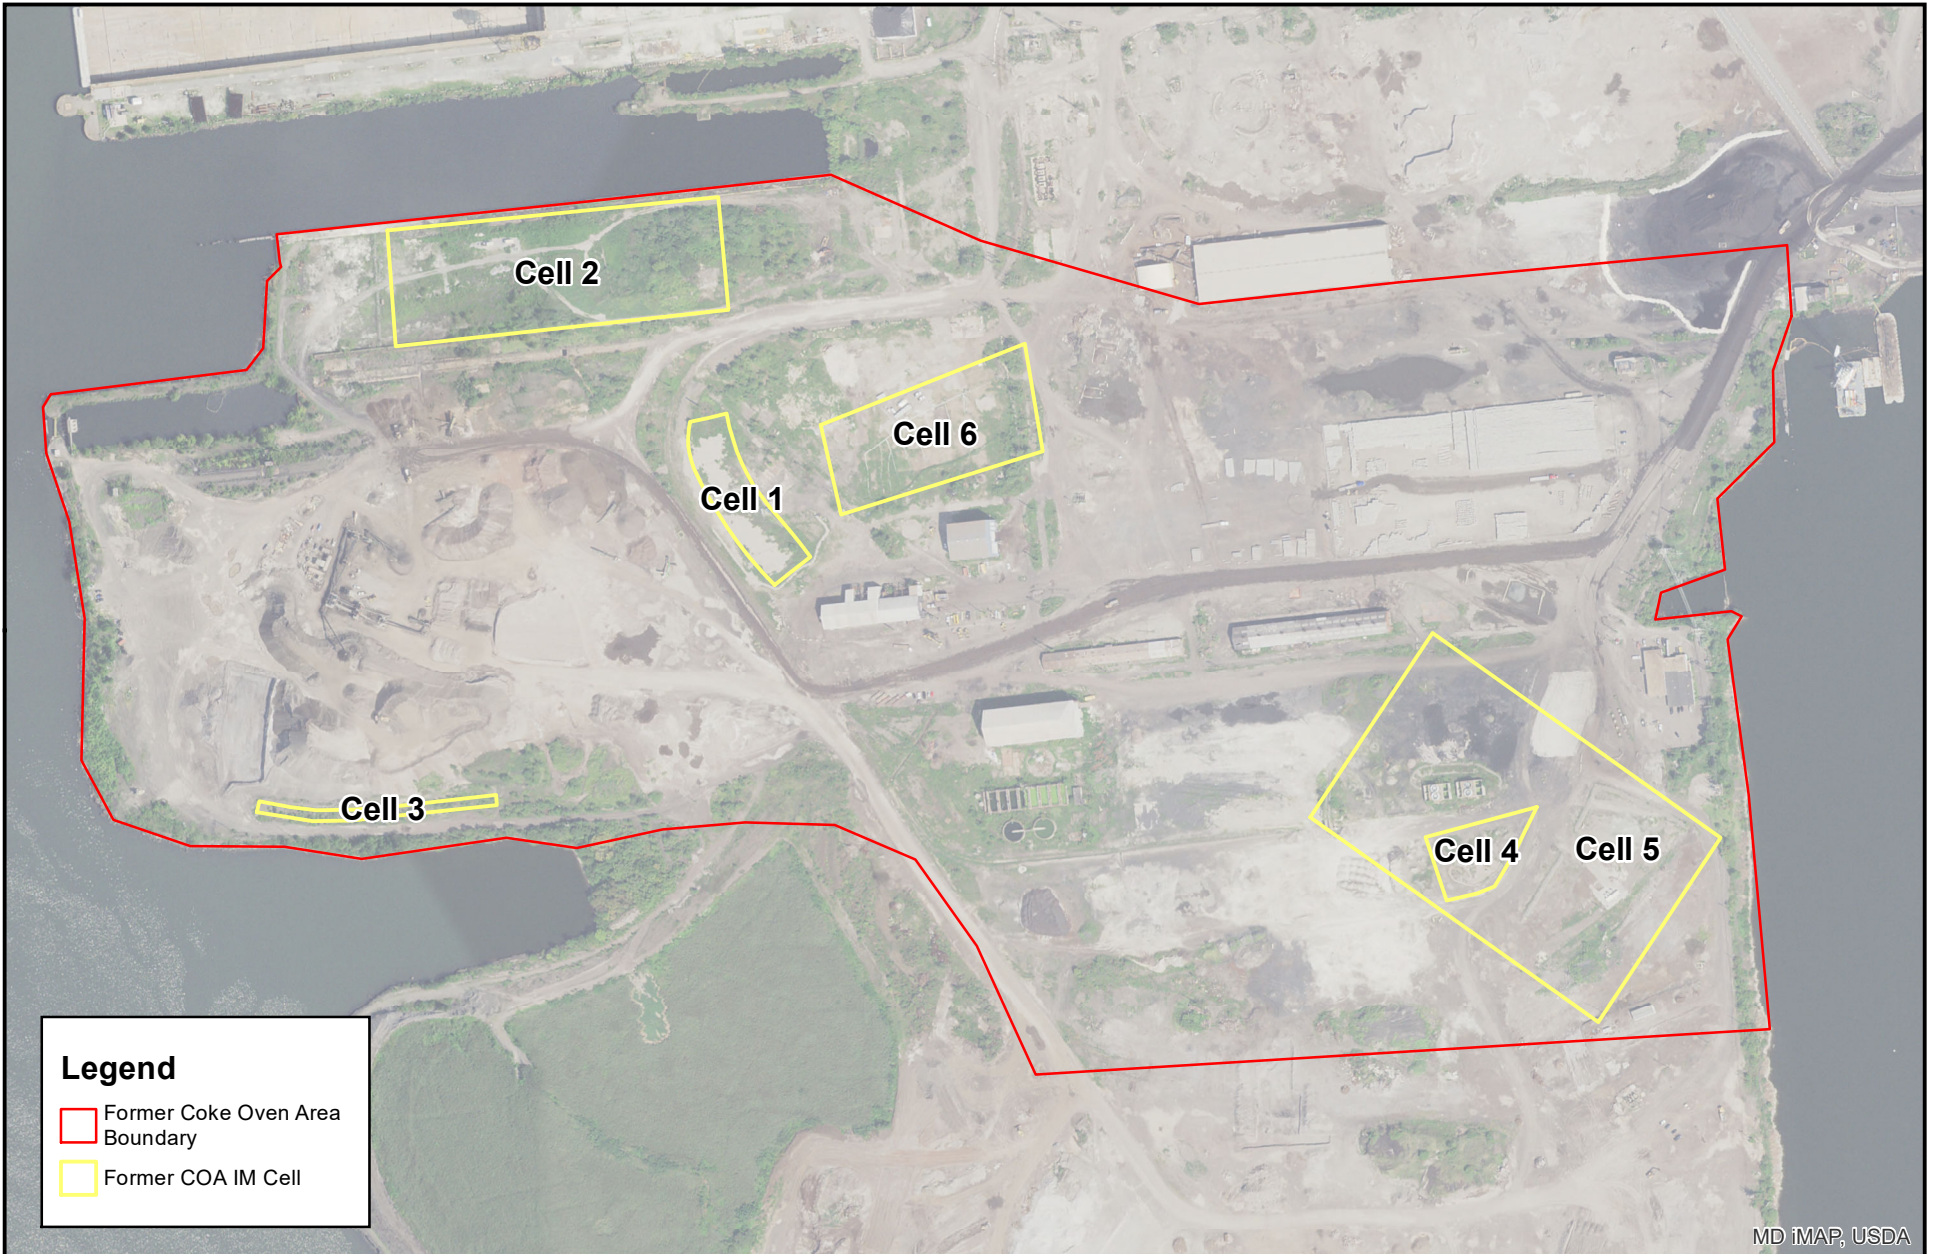 Cell 2
Cell 6
Cell 1
Cell 3
Cell 4
Cell 5
Legend
Former Coke Oven Area
Boundary
Former COA IM Cell
MD iMAP, USDA